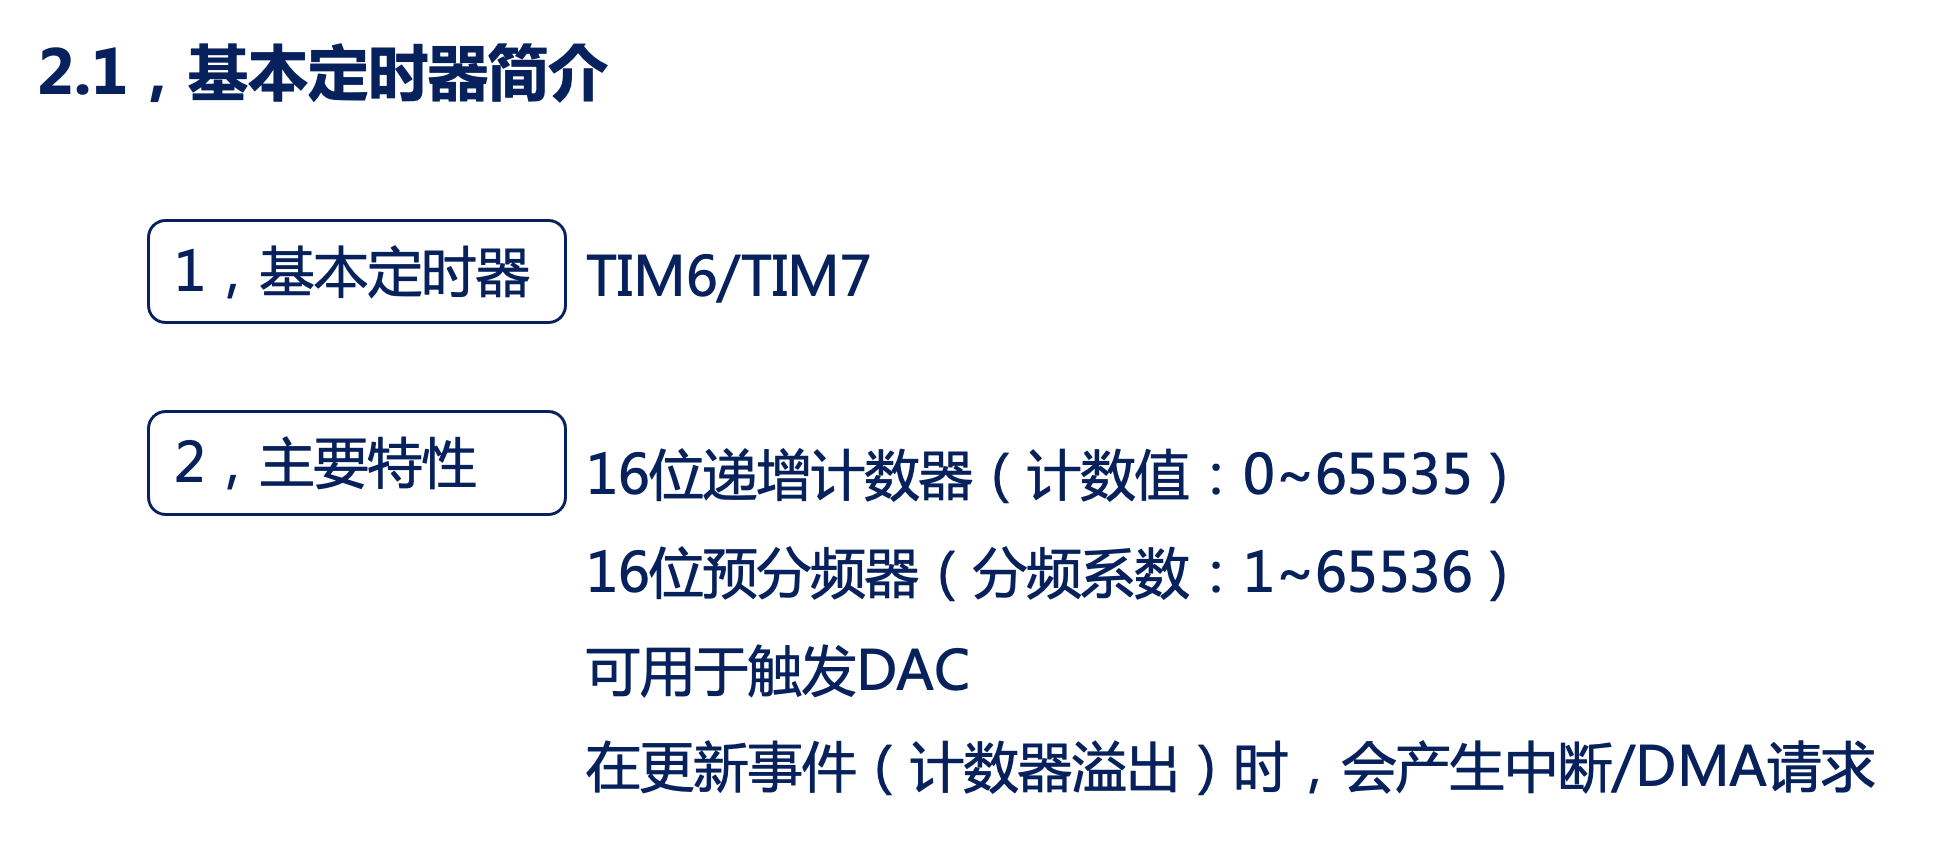 2.1，基本定时器简介
1，基本定时器 TIM6/TIM7
2，主要特性
16位递增计数器（计数值：0~65535）
16位预分频器（分频系数：1~65536）
可用于触发DAC
在更新事件（计数器溢出）时，会产生中断/DMA请求